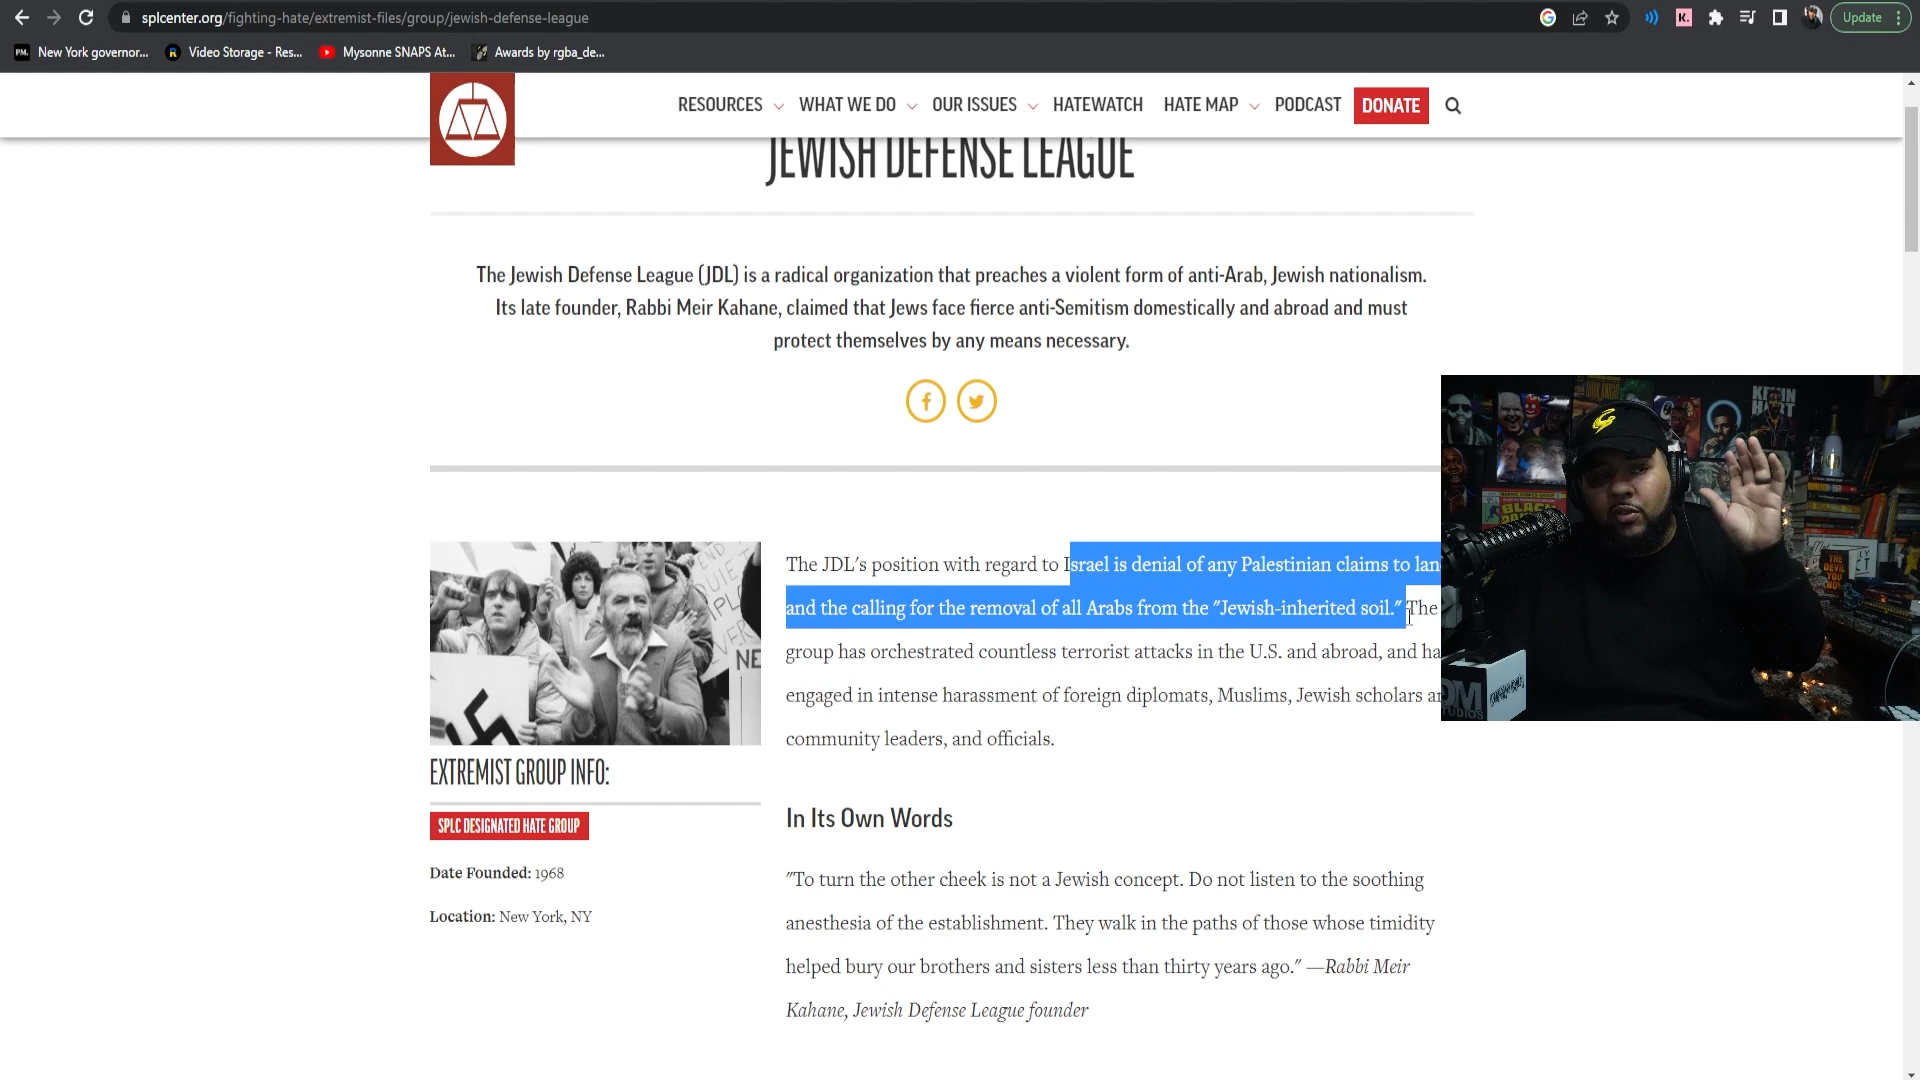 splcenter.org/fighting-hate/extremist-files/group/jewish-defense-league
K.
Update
PM. New York governor...
R Video Storage - Res...
Mysonne SNAPS At...
Awards by rgba_de...
RESOURCES WHAT WE DO OUR ISSUES HATEWATCH HATE MAP PODCAST DONATE
JEWISH DEFENSE LEAGUE
The Jewish Defense League (JDL) is a radical organization that preaches a violent form of anti-Arab, Jewish nationalism.
Its late founder, Rabbi Meir Kahane, claimed that Jews face fierce anti-Semitism domestically and abroad and must
protect themselves by any means necessary.
The JDL's position with regard to Israel is denial of any Palestinian claims to lan
and the calling for the removal of all Arabs from the "Jewish-inherited soil." The
group has orchestrated countless terrorist attacks in the U.S. and abroad, and ha
engaged in intense harassment of foreign diplomats, Muslims, Jewish scholars a
community leaders, and officials.
EXTREMIST GROUP INFO:
SPLC DESIGNATED HATE GROUP
Date Founded: 1968
Location: New York, NY
In Its Own Words
"To turn the other cheek is not a Jewish concept. Do not listen to the soothing
anesthesia of the establishment. They walk in the paths of those whose timidity
helped bury our brothers and sisters less than thirty years ago." —Rabbi Meir
Kahane, Jewish Defense League founder
KEVIN
HART
BLACK
STUDIOS
THE
DEVIL
YOU